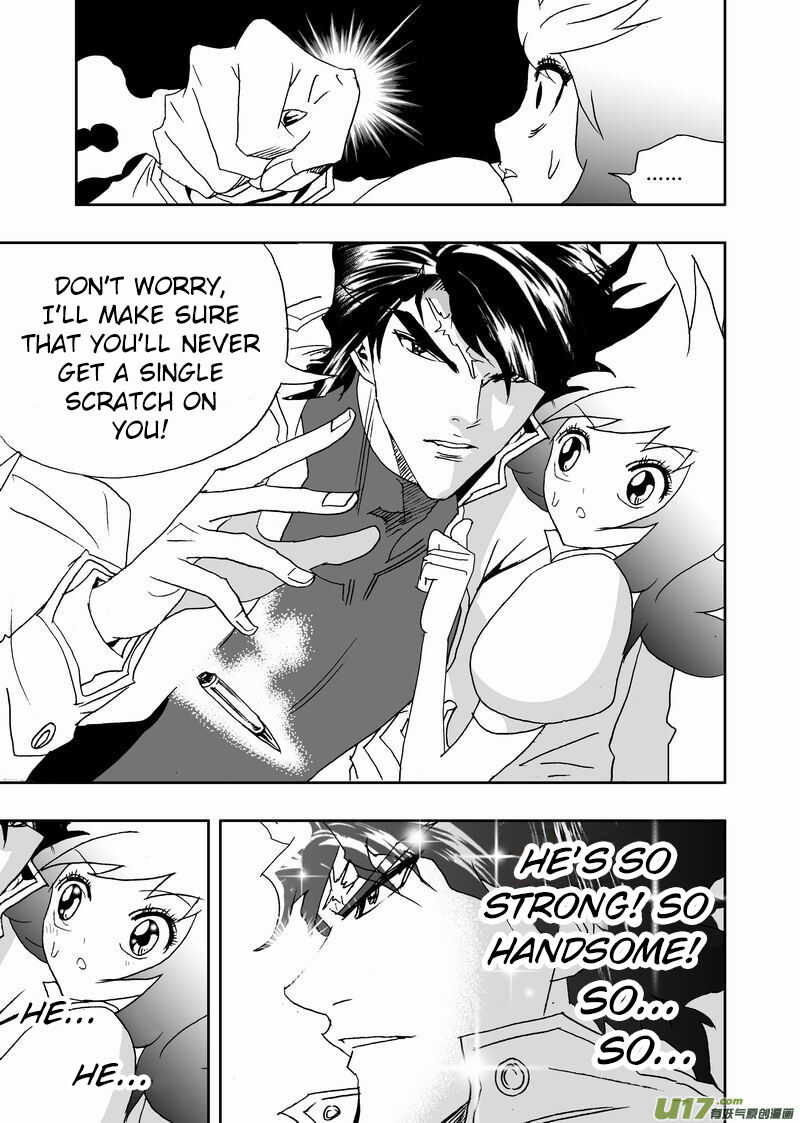 ......
DON'T WORRY,
I'LL MAKE SURE
THAT YOU'LL NEVER
GET A SINGLE
SCRATCH ON
YOU!
HE...
HE...
HE'S SO
STRONG! SO
HANDSOME!
SO...
SO...
U17.com
有妖气原创漫画